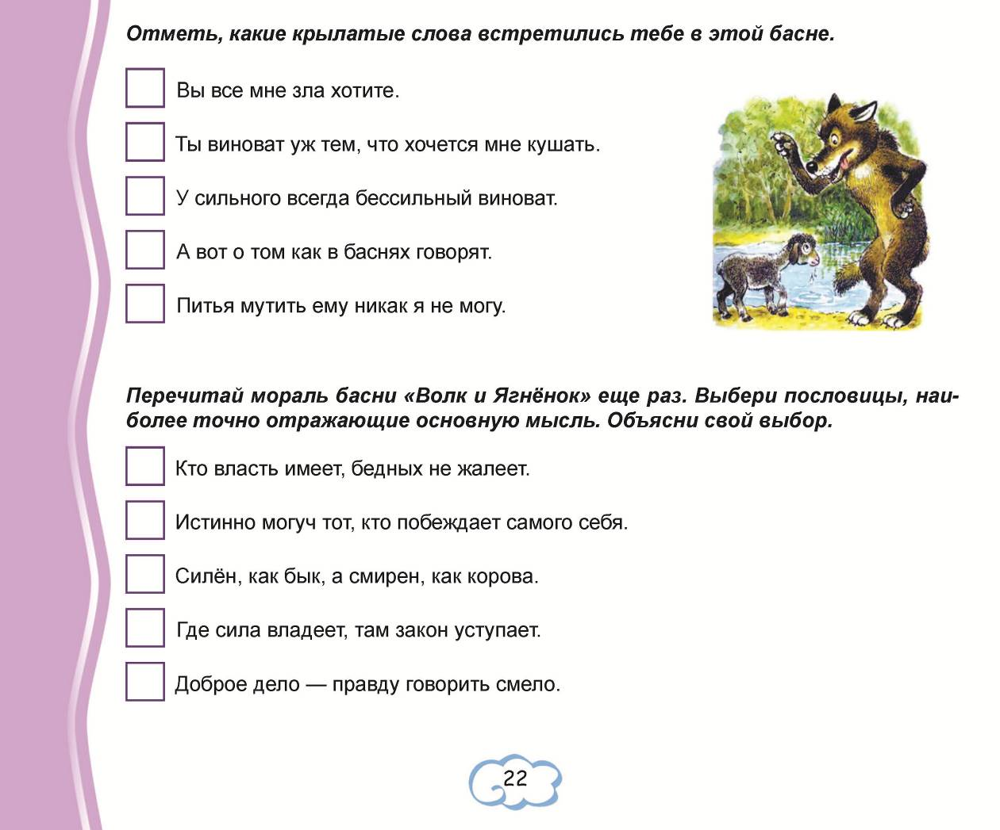 Отметь, какие крылатые слова встретились тебе в этой басне.
Вы все мне зла хотите.
Ты виноват уж тем, что хочется мне кушать.
У сильного всегда бессильный виноват.
А вот о том как в баснях говорят.
Питья мутить ему никак я не могу.
Перечитай мораль басни «Волк и Ягнёнок» еще раз. Выбери пословицы, наи-
более точно отражающие основную мысль. Объясни свой выбор.
Кто власть имеет, бедных не жалеет.
Истинно могуч тот, кто побеждает самого себя.
Силён, как бык, а смирен, как корова.
Где сила владеет, там закон уступает.
Доброе дело — правду говорить смело.
22